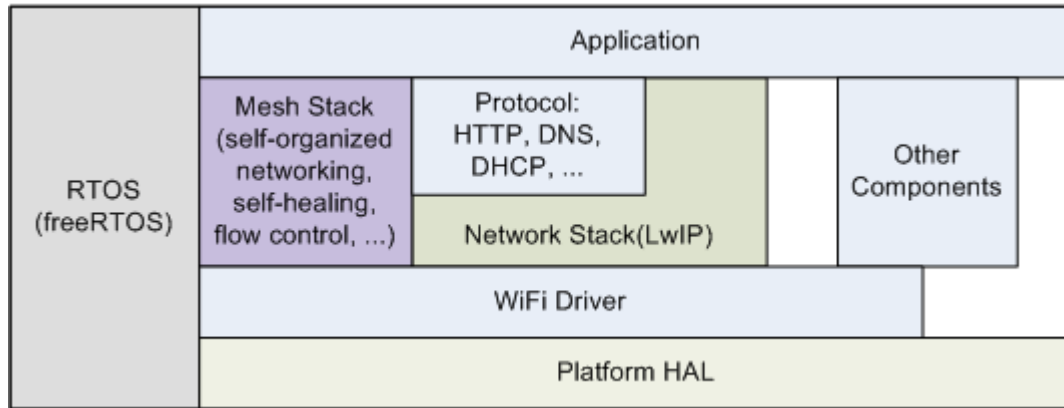 Application
Mesh Stack
(self-organized
networking,
self-healing,
flow control, ...)
Protocol:
HTTP, DNS,
DHCP, ...
Network Stack(LwIP)
Other
Components
RTOS
(freeRTOS)
WiFi Driver
Platform HAL